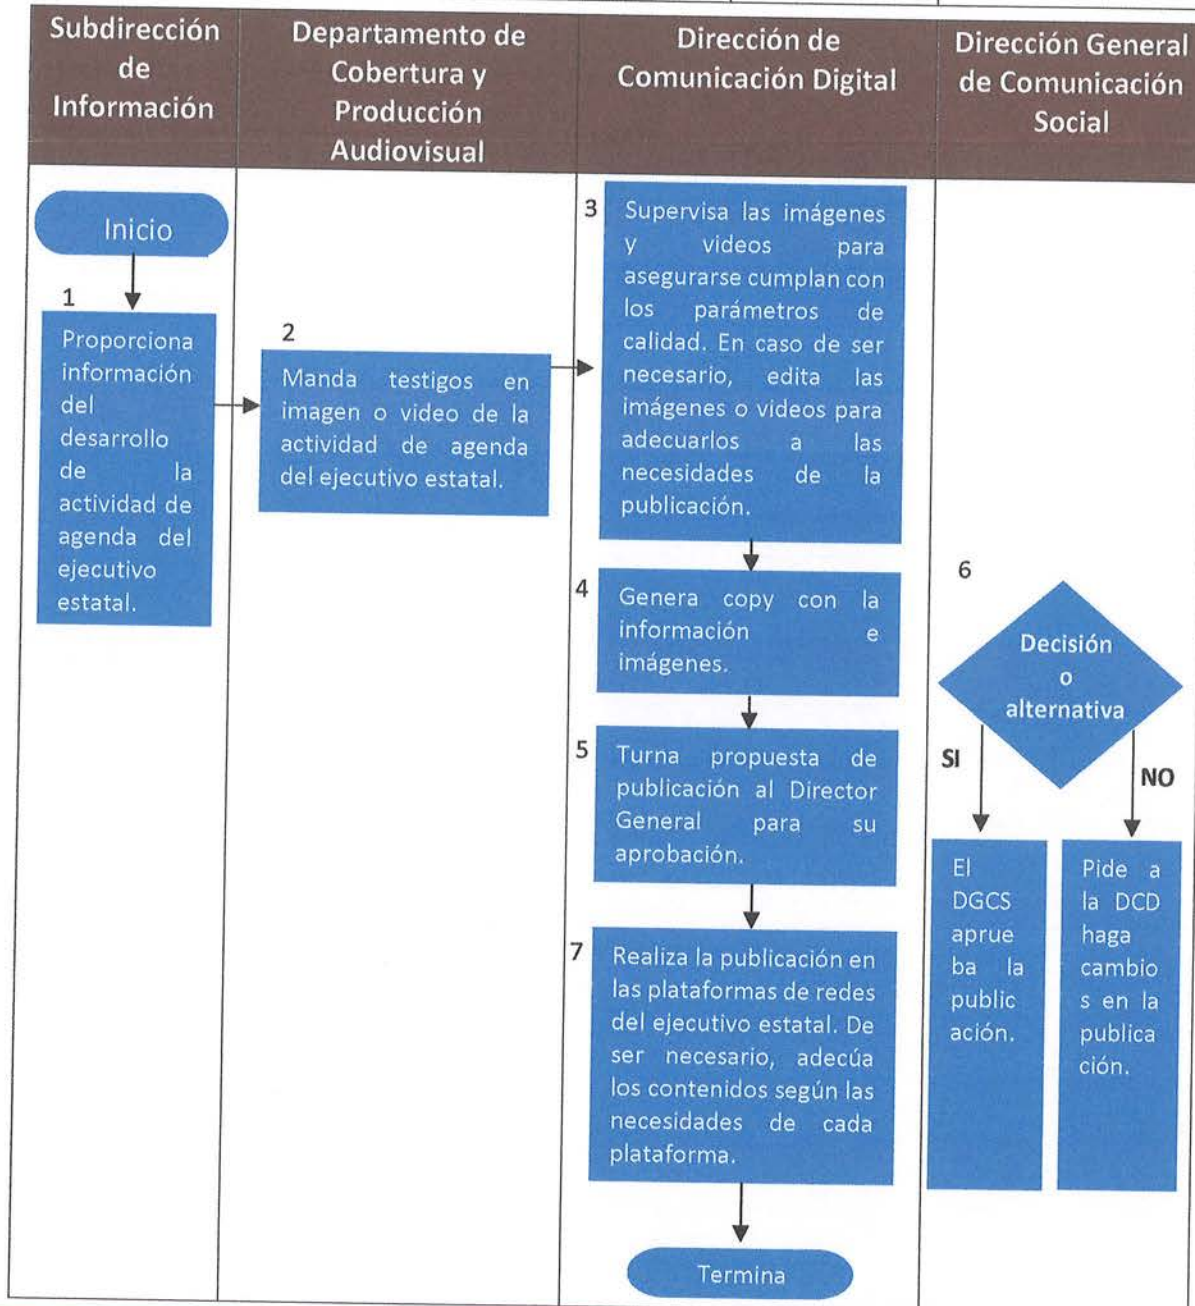 Subdirección
de
Información
Departamento de
Cobertura y
Producción
Audiovisual
Dirección de
Comunicación Digital
Dirección General
de Comunicación
Social
Inicio
1
Proporciona
información
del
desarrollo
de la
actividad de
agenda del
ejecutivo
estatal.
2
Manda testigos en
imagen o video de la
actividad de agenda
del ejecutivo estatal.
3
Supervisa las imágenes
y videos para
asegurarse cumplan con
los parámetros de
calidad. En caso de ser
necesario, edita las
imágenes o videos para
adecuarlos a las
necesidades de la
publicación.
4
Genera copy con la
información e
imágenes.
5
Turna propuesta de
publicación al Director
General para su
aprobación.
6
Decisión
o
alternativa
SI
NO
El
DGCS
aprue
ba la
public
ación.
Pide a
la DCD
haga
cambio
s en la
publica
ción.
7
Realiza la publicación en
las plataformas de redes
del ejecutivo estatal. De
ser necesario, adecúa
los contenidos según las
necesidades de cada
plataforma.
Termina